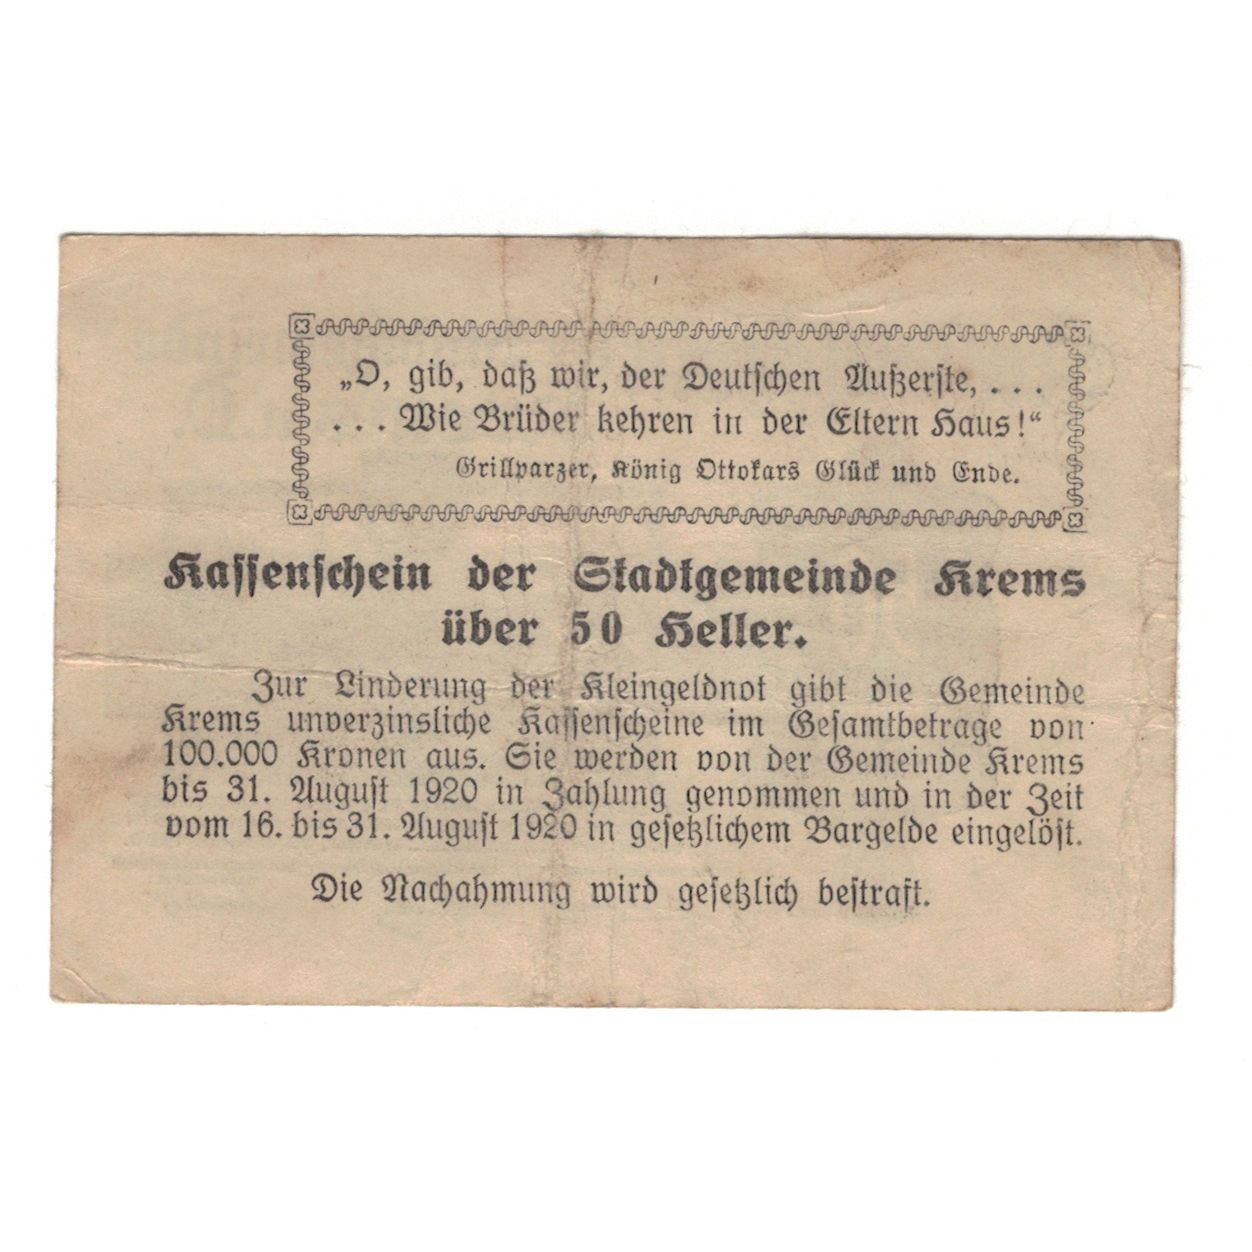 „O, gib, daß wir, der Deutschen Äußerste, . . .
. . . Wie Brüder kehren in der Eltern Haus!“
Grillparzer, König Ottokars Glück und Ende.
Kassenschein der Stadtgemeinde Krems
über 50 Heller.
Zur Linderung der Kleingeldnot gibt die Gemeinde
Krems unverzinsliche Kassenscheine im Gesamtbetrage von
100.000 Kronen aus. Sie werden von der Gemeinde Krems
bis 31. August 1920 in Zahlung genommen und in der Zeit
vom 16. bis 31. August 1920 in gesetzlichem Bargelde eingelöst.
Die Nachahmung wird gesetzlich bestraft.